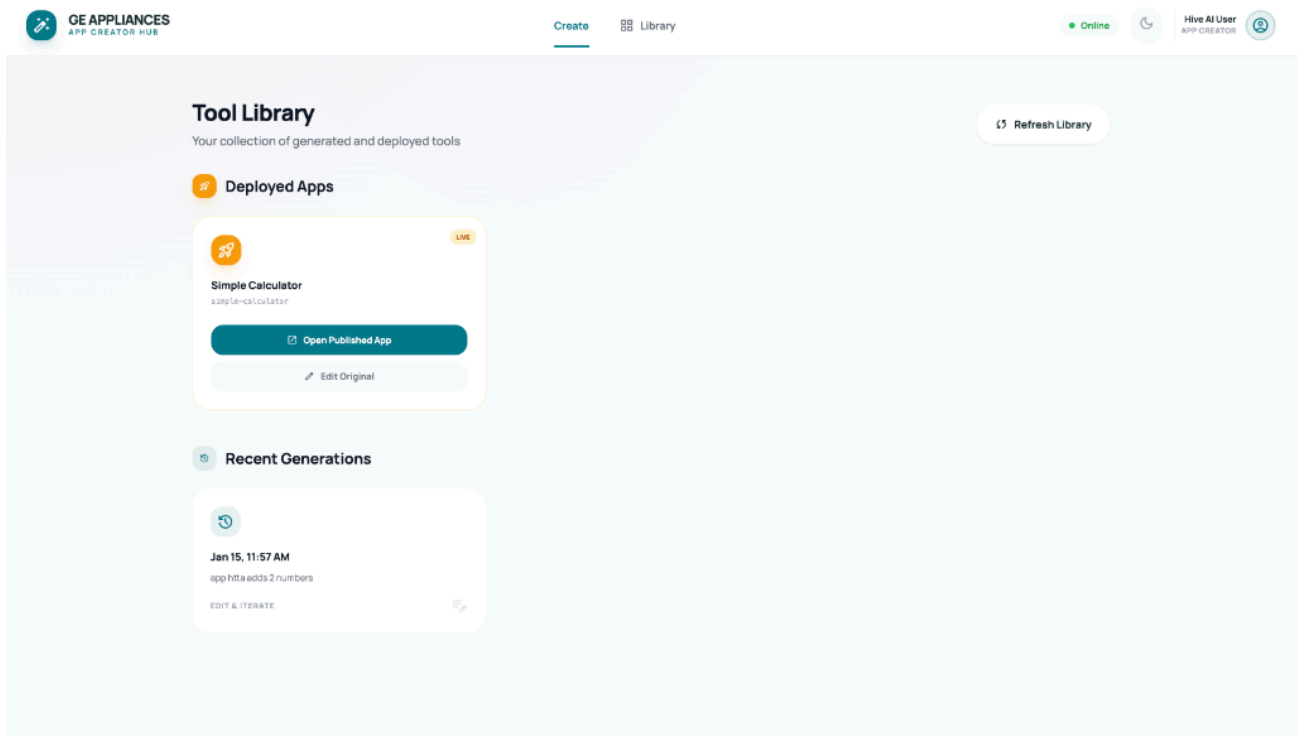 GE APPLIANCES
APP CREATOR HUB
Create
Library
Online
Hive AI User
APP CREATOR
Tool Library
Your collection of generated and deployed tools
Refresh Library
Deployed Apps
LIVE
Simple Calculator
simple-calculator
Open Published App
Edit Original
Recent Generations
Jan 15, 11:57 AM
app htta adds 2 numbers
EDIT & ITERATE